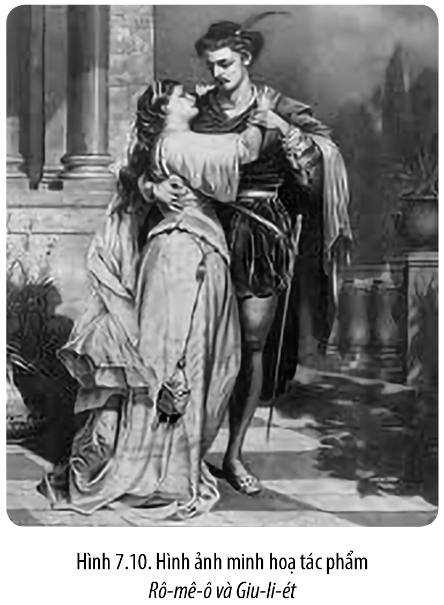 Hình 7.10. Hình ảnh minh hoạ tác phẩm
Rô-mê-ô và Giu-li-ét